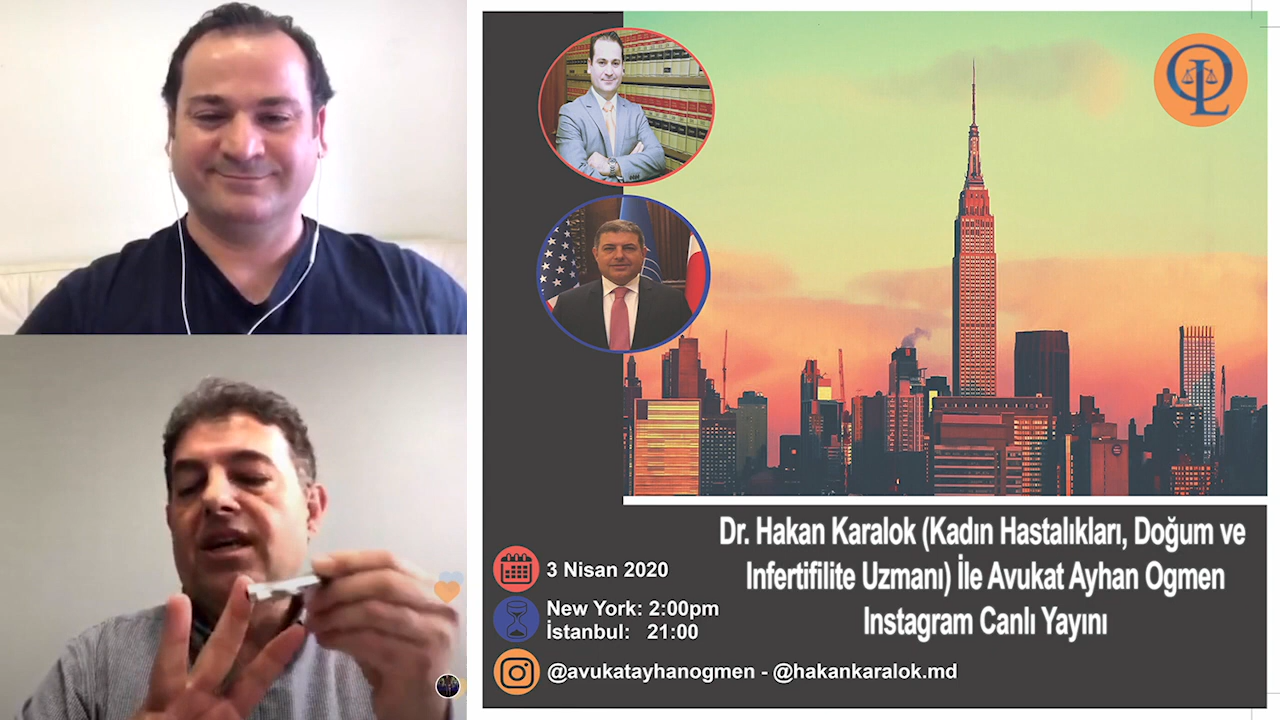 OL
Dr. Hakan Karalok (Kadın Hastalıkları, Doğum ve
Infertifilite Uzmanı) İle Avukat Ayhan Ogmen
Instagram Canlı Yayını
3 Nisan 2020
New York: 2:00pm
İstanbul: 21:00
@avukatayhanogmen - @hakankaralok.md